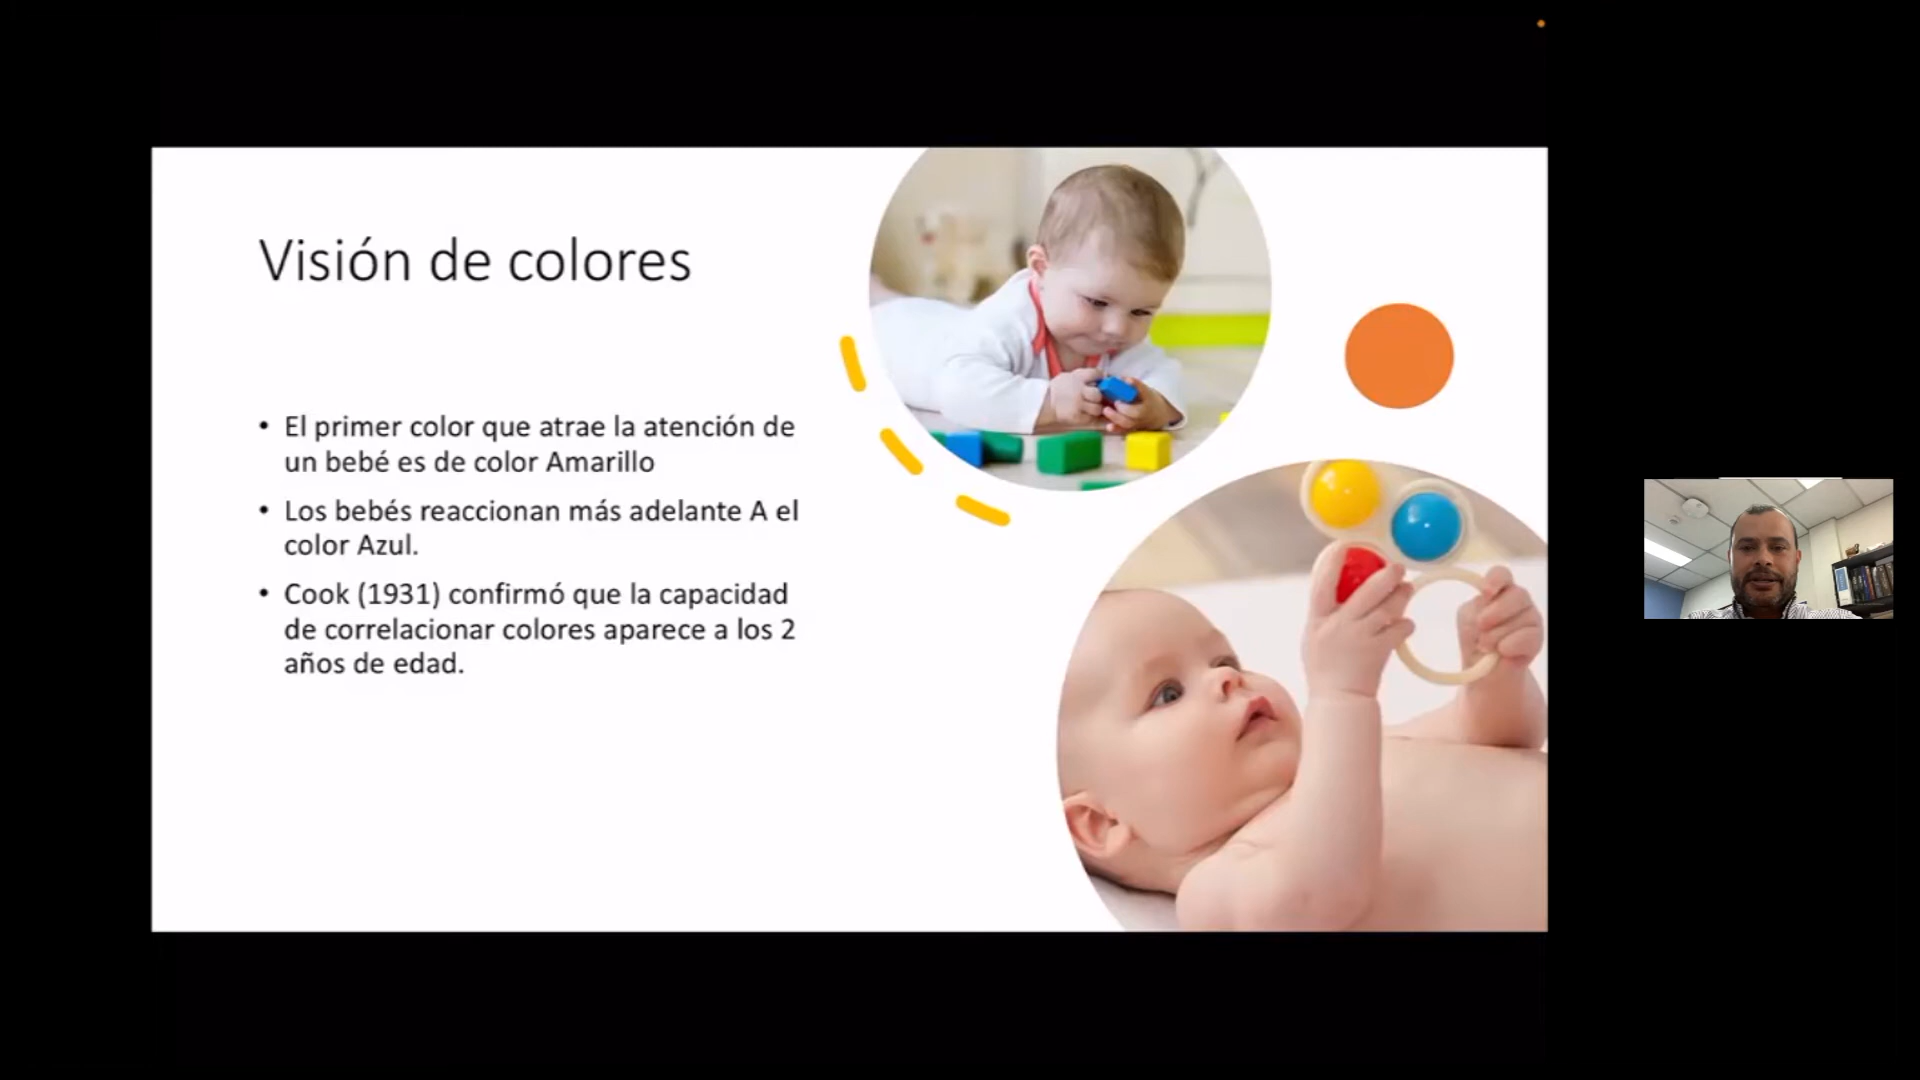 Visión de colores
• El primer color que atrae la atención de
un bebé es de color Amarillo
• Los bebés reaccionan más adelante A el
color Azul.
• Cook (1931) confirmó que la capacidad
de correlacionar colores aparece a los 2
años de edad.